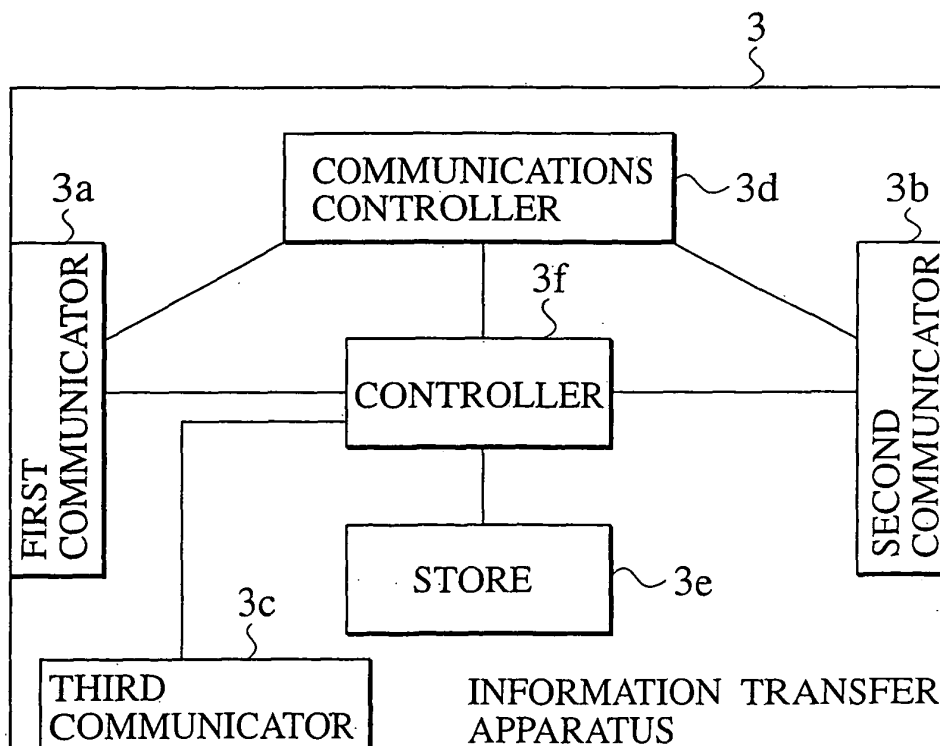 3
COMMUNICATIONS
CONTROLLER
3d
3a
3b
FIRST
COMMUNICATOR
3f
CONTROLLER
SECOND
COMMUNICATOR
STORE
3e
3c
THIRD
COMMUNICATOR
INFORMATION TRANSFER
APPARATUS